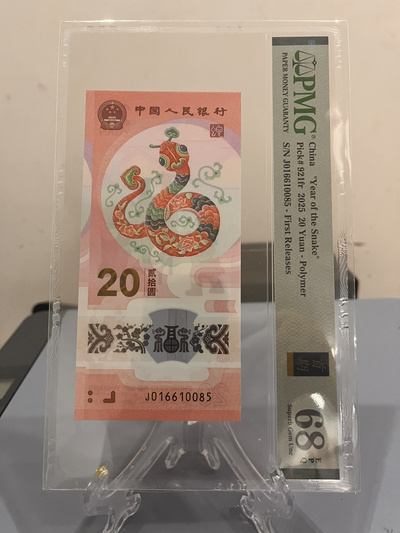 中国人民银行
20
贰拾圆
J016610085
PMG®
PAPER MONEY GUARANTY
China "Year of the Snake"
Pick# 921fr 2025 20 Yuan - Polymer
S/N J016610085 - First Releases
68 EPQ
Superb Gem Unc